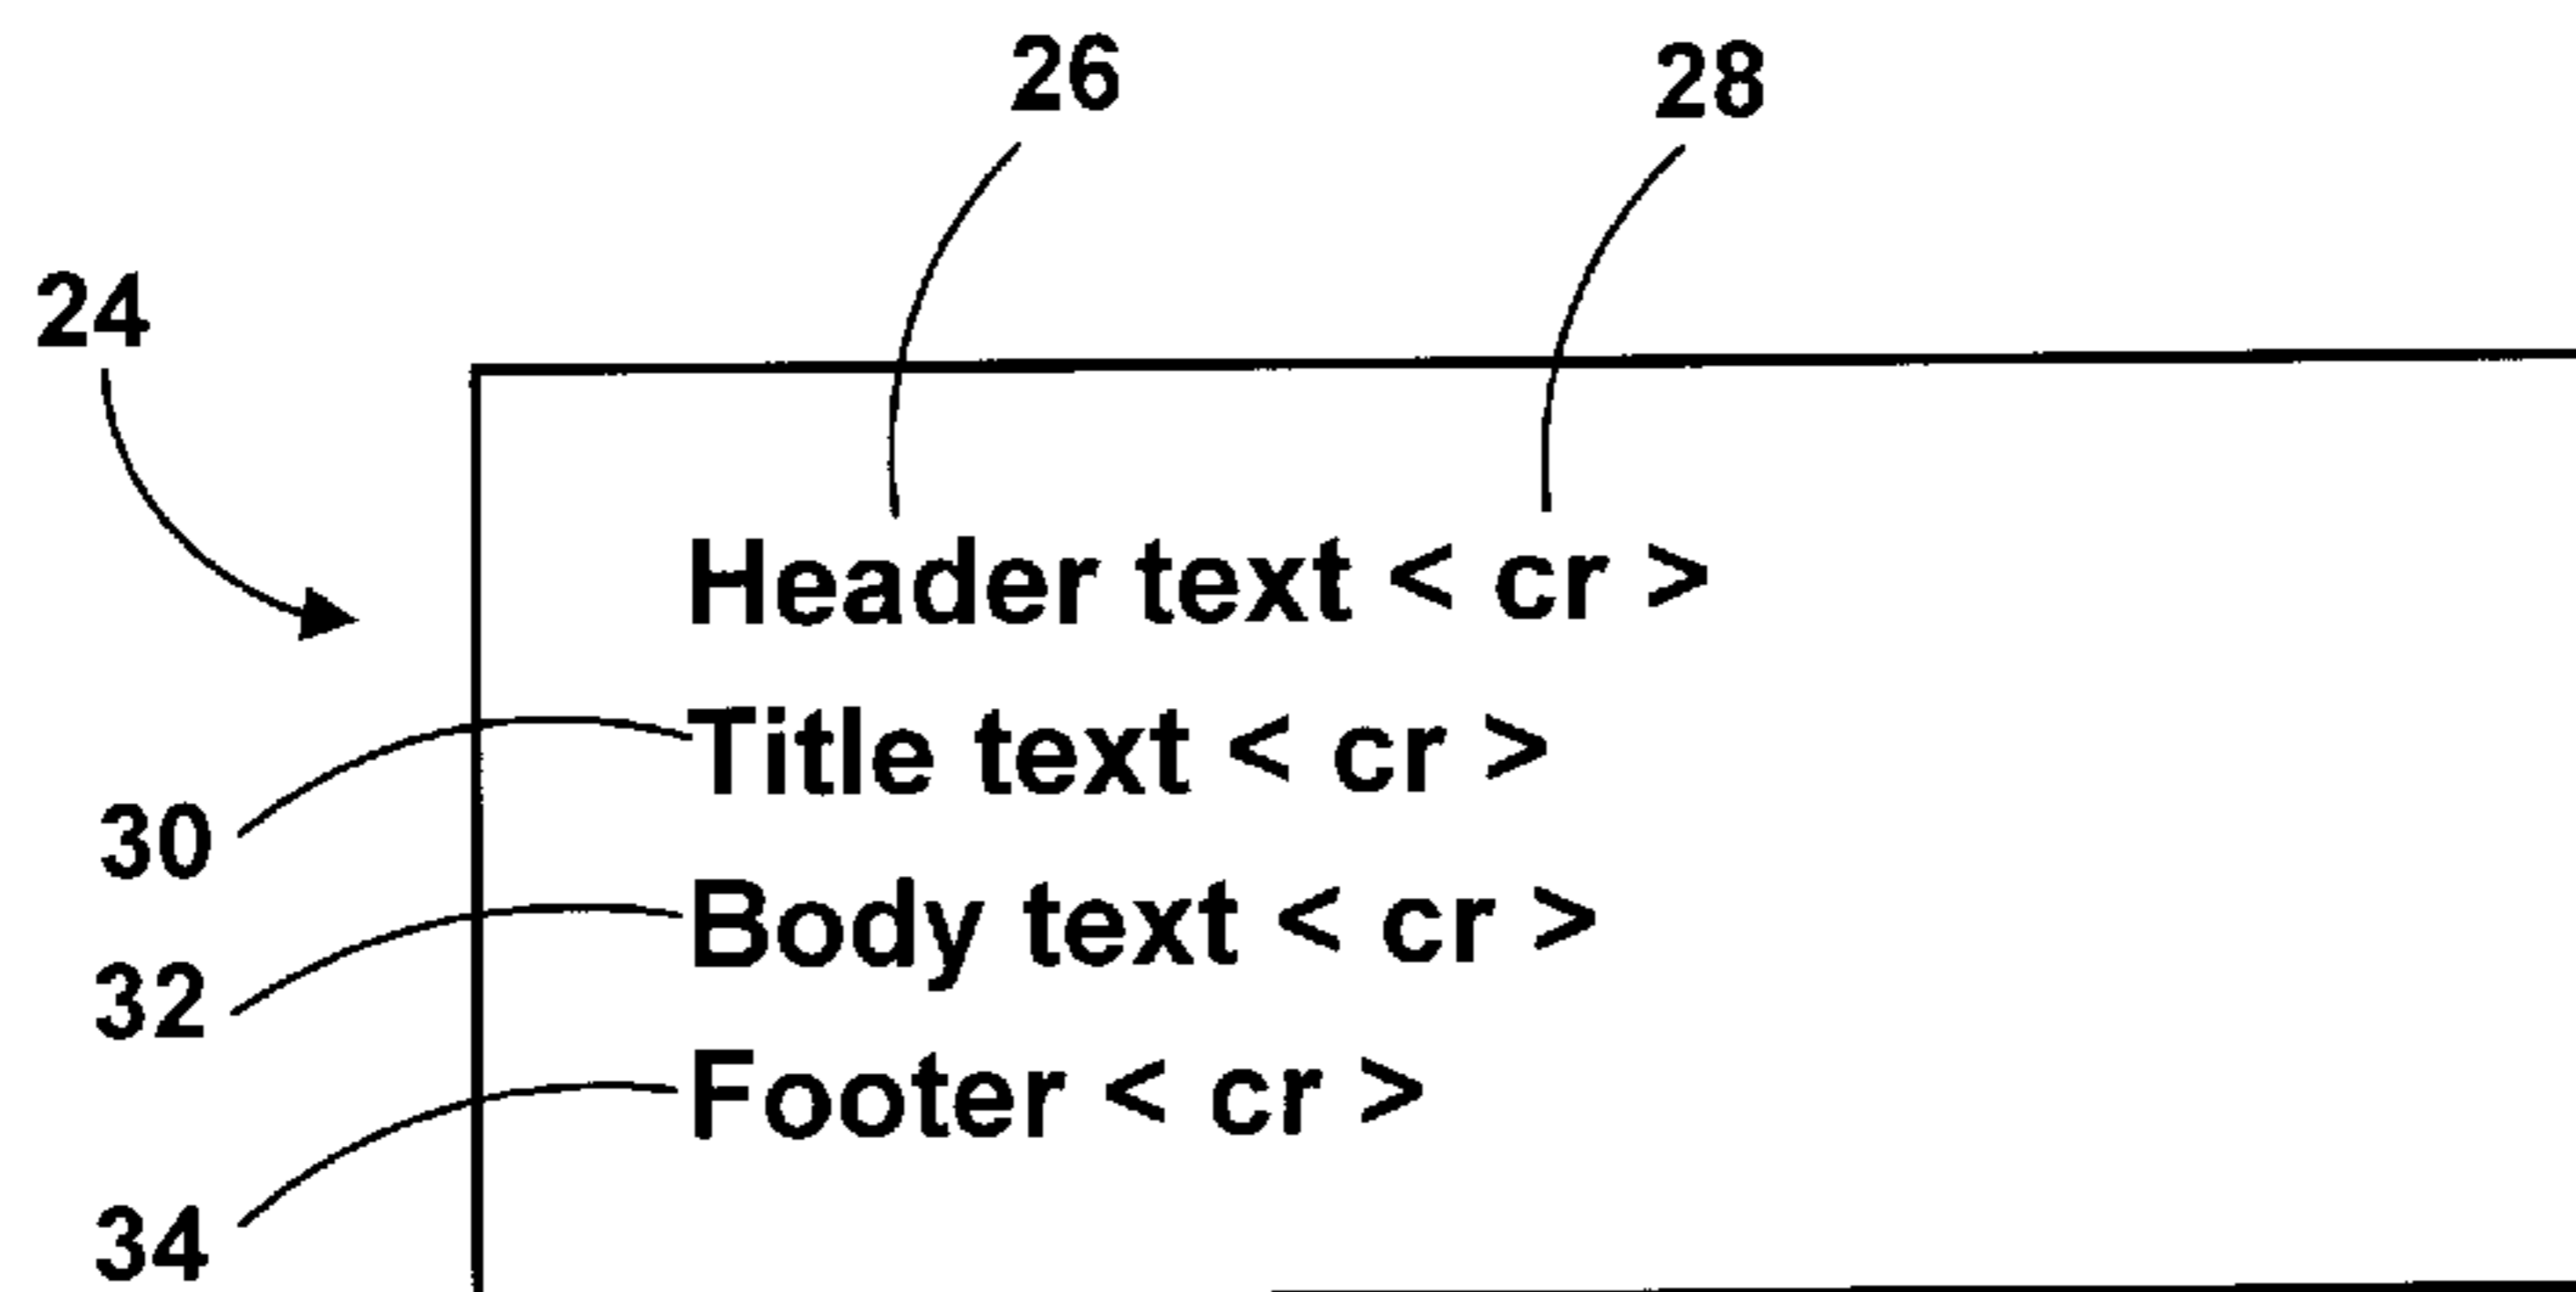 26 28
24
Header text < cr >
Title text < cr >
30
Body text < cr >
32
Footer < cr >
34